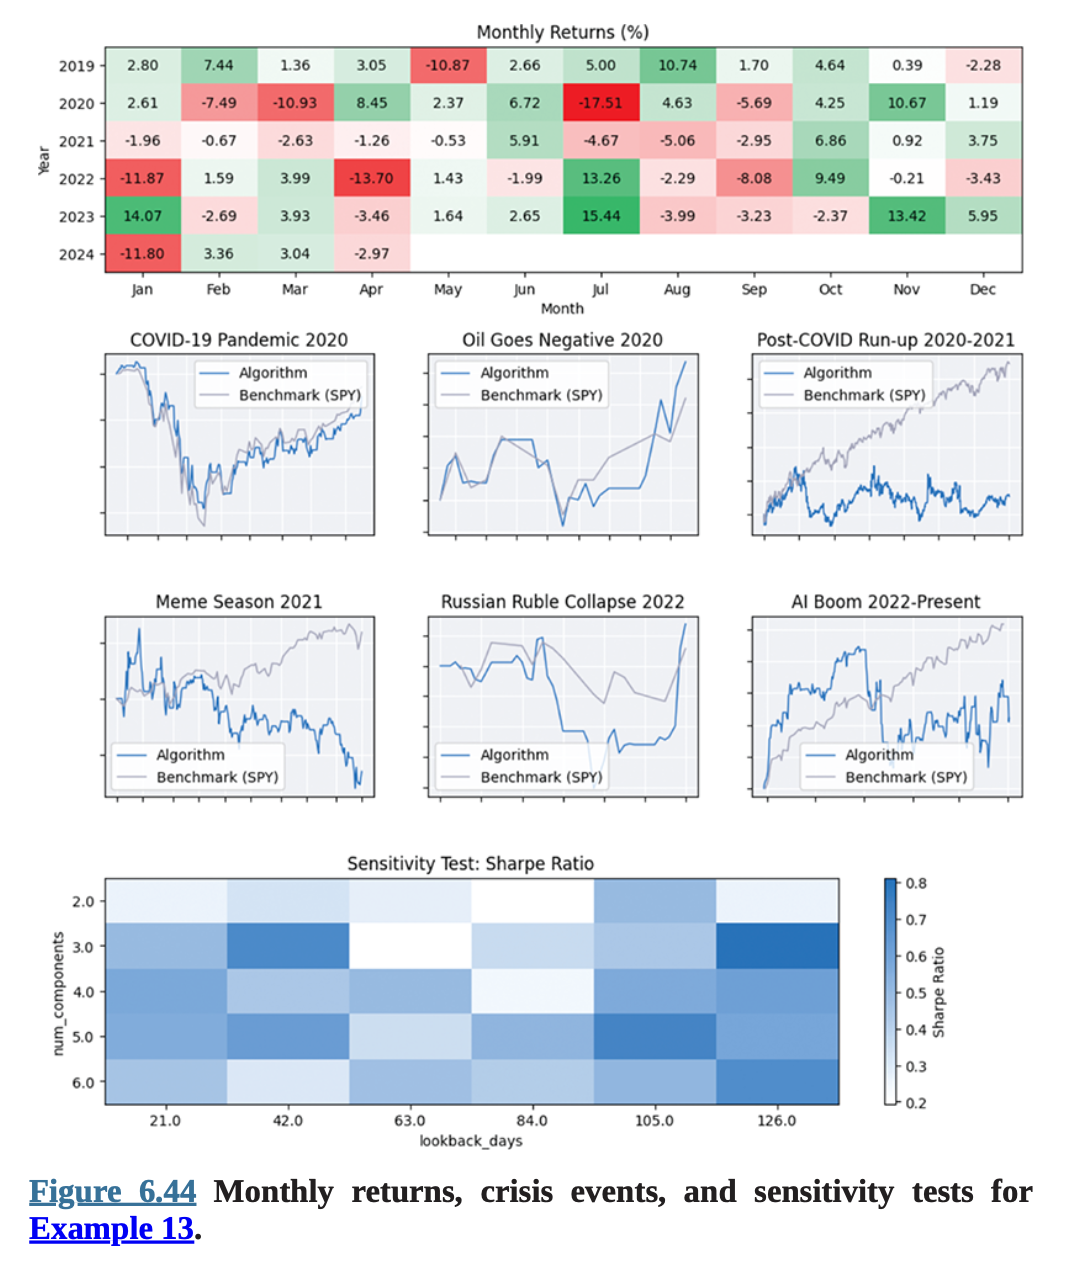 Monthly Returns (%)
2019 2.80 7.44 1.36 3.05 -10.87 2.66 5.00 10.74 1.70 4.64 0.39 -2.28
2020 2.61 -7.49 -10.93 8.45 2.37 6.72 -17.51 4.63 -5.69 4.25 10.67 1.19
2021 -1.96 -0.67 -2.63 -1.26 -0.53 5.91 -4.67 -5.06 -2.95 6.86 0.92 3.75
Year
2022 -11.87 1.59 3.99 -13.70 1.43 -1.99 13.26 -2.29 -8.08 9.49 -0.21 -3.43
2023 14.07 -2.69 3.93 -3.46 1.64 2.65 15.44 -3.99 -3.23 -2.37 13.42 5.95
2024 -11.80 3.36 3.04 -2.97
Jan Feb Mar Apr May Jun Jul Aug Sep Oct Nov Dec
Month
COVID-19 Pandemic 2020 Oil Goes Negative 2020 Post-COVID Run-up 2020-2021
Algorithm Algorithm Algorithm
Benchmark (SPY) Benchmark (SPY) Benchmark (SPY)
Meme Season 2021 Russian Ruble Collapse 2022 AI Boom 2022-Present
Algorithm Algorithm Algorithm
Benchmark (SPY) Benchmark (SPY) Benchmark (SPY)
Sensitivity Test: Sharpe Ratio
num_components
2.0
3.0
4.0
5.0
6.0
21.0 42.0 63.0 84.0 105.0 126.0
lookback_days
0.8
0.7
0.6
0.5
0.4
0.3
0.2
Sharpe Ratio
Figure 6.44 Monthly returns, crisis events, and sensitivity tests for
Example 13.